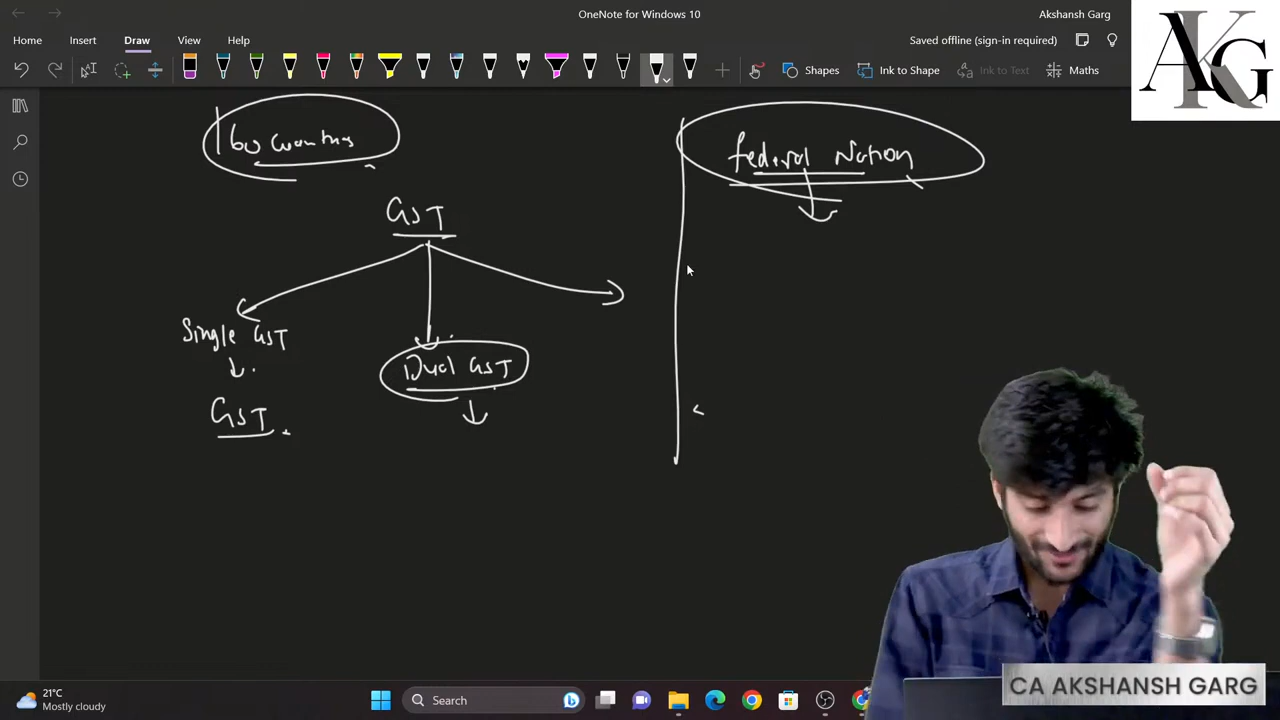 OneNote for Windows 10
Akshansh Garg
Home Insert Draw View Help
Saved offline (sign-in required)
Shapes
Ink to Shape
Ink to Text
Maths
AKG
160 countries
federal Nation
GST
Single GST
Dual GST
GST
CA AKSHANSH GARG
21°C
Mostly cloudy
Search